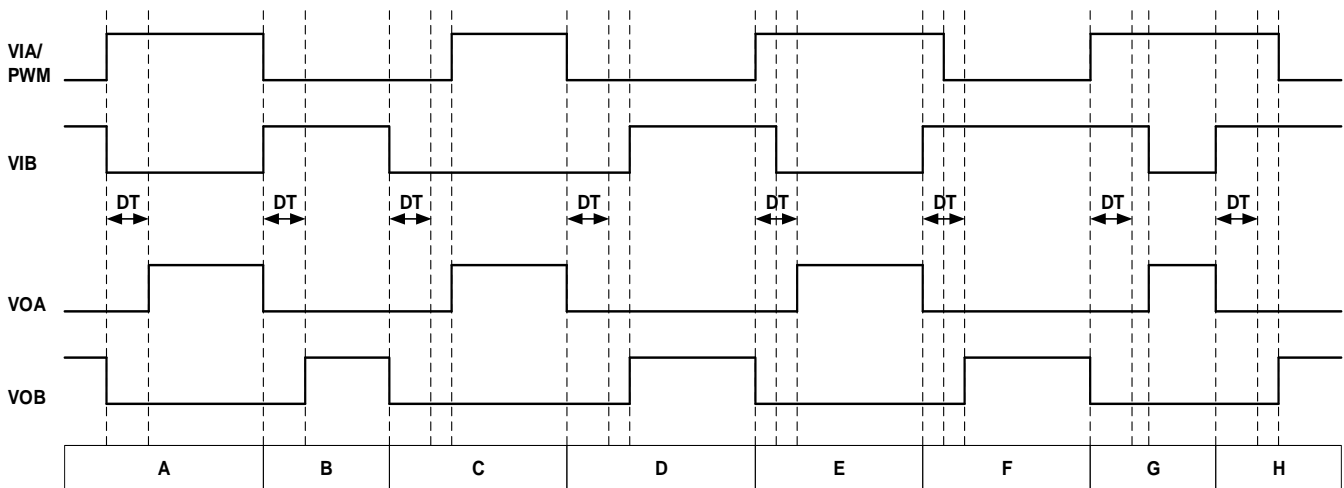 VIA/
PWM
VIB
DT DT DT DT DT DT DT DT
VOA
VOB
A B C D E F G H